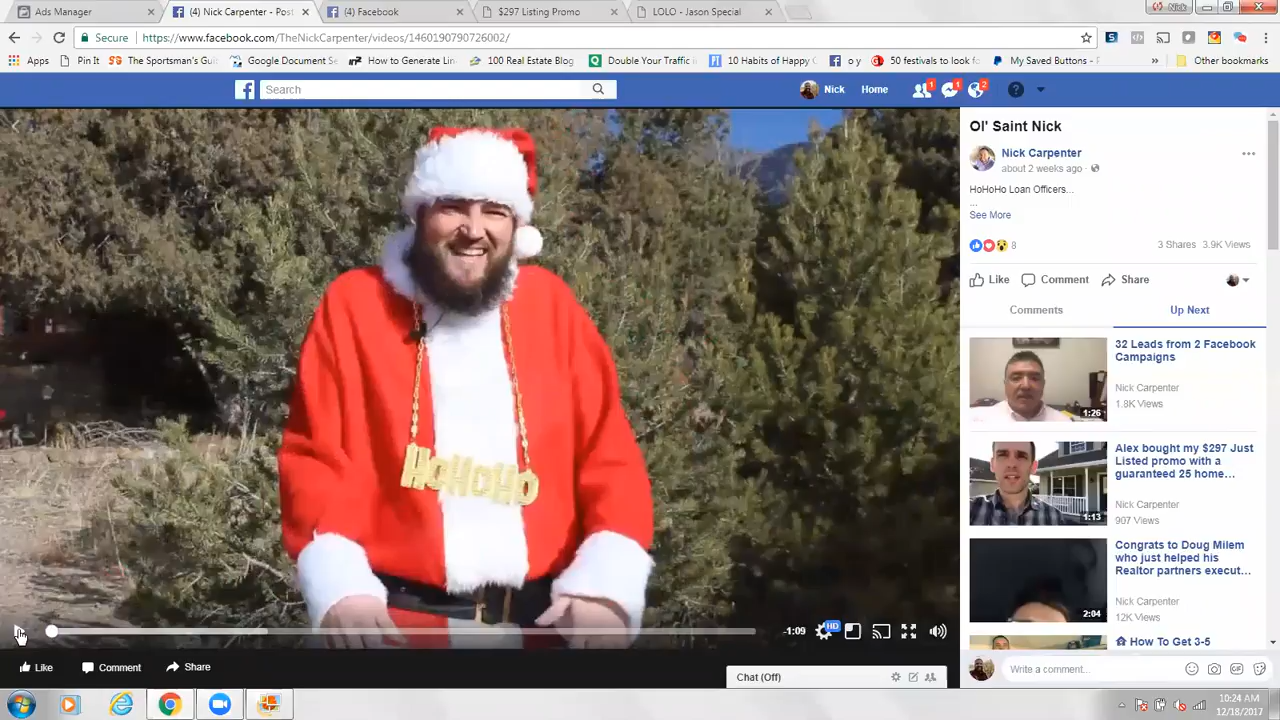 Ads Manager
(4) Nick Carpenter - Post
(4) Facebook
$297 Listing Promo
LOLO - Jason Special
Nick
Secure
https://www.facebook.com/TheNickCarpenter/videos/1460190790726002/
Apps
Pin It
The Sportsman's Gu
Google Document Se
How to Generate Lin
100 Real Estate Blog
Double Your Traffic i
10 Habits of Happy C
o y
50 festivals to look fo
My Saved Buttons -
»
Other bookmarks
Search
Nick
Home
1
1
2
Ol' Saint Nick
Nick Carpenter
about 2 weeks ago ·
HoHoHo Loan Officers...
...
See More
8
3 Shares 3.9K Views
Like
Comment
Share
Comments
Up Next
32 Leads from 2 Facebook
Campaigns
Nick Carpenter
1.8K Views
1:26
Alex bought my $297 Just
Listed promo with a
guaranteed 25 home...
Nick Carpenter
907 Views
1:13
Congrats to Doug Milem
who just helped his
Realtor partners execut...
Nick Carpenter
12K Views
2:04
How To Get 3-5
HoHoHo
-1:09
HD
Like
Comment
Share
Chat (Off)
Write a comment...
GIF
10:24 AM
12/18/2017